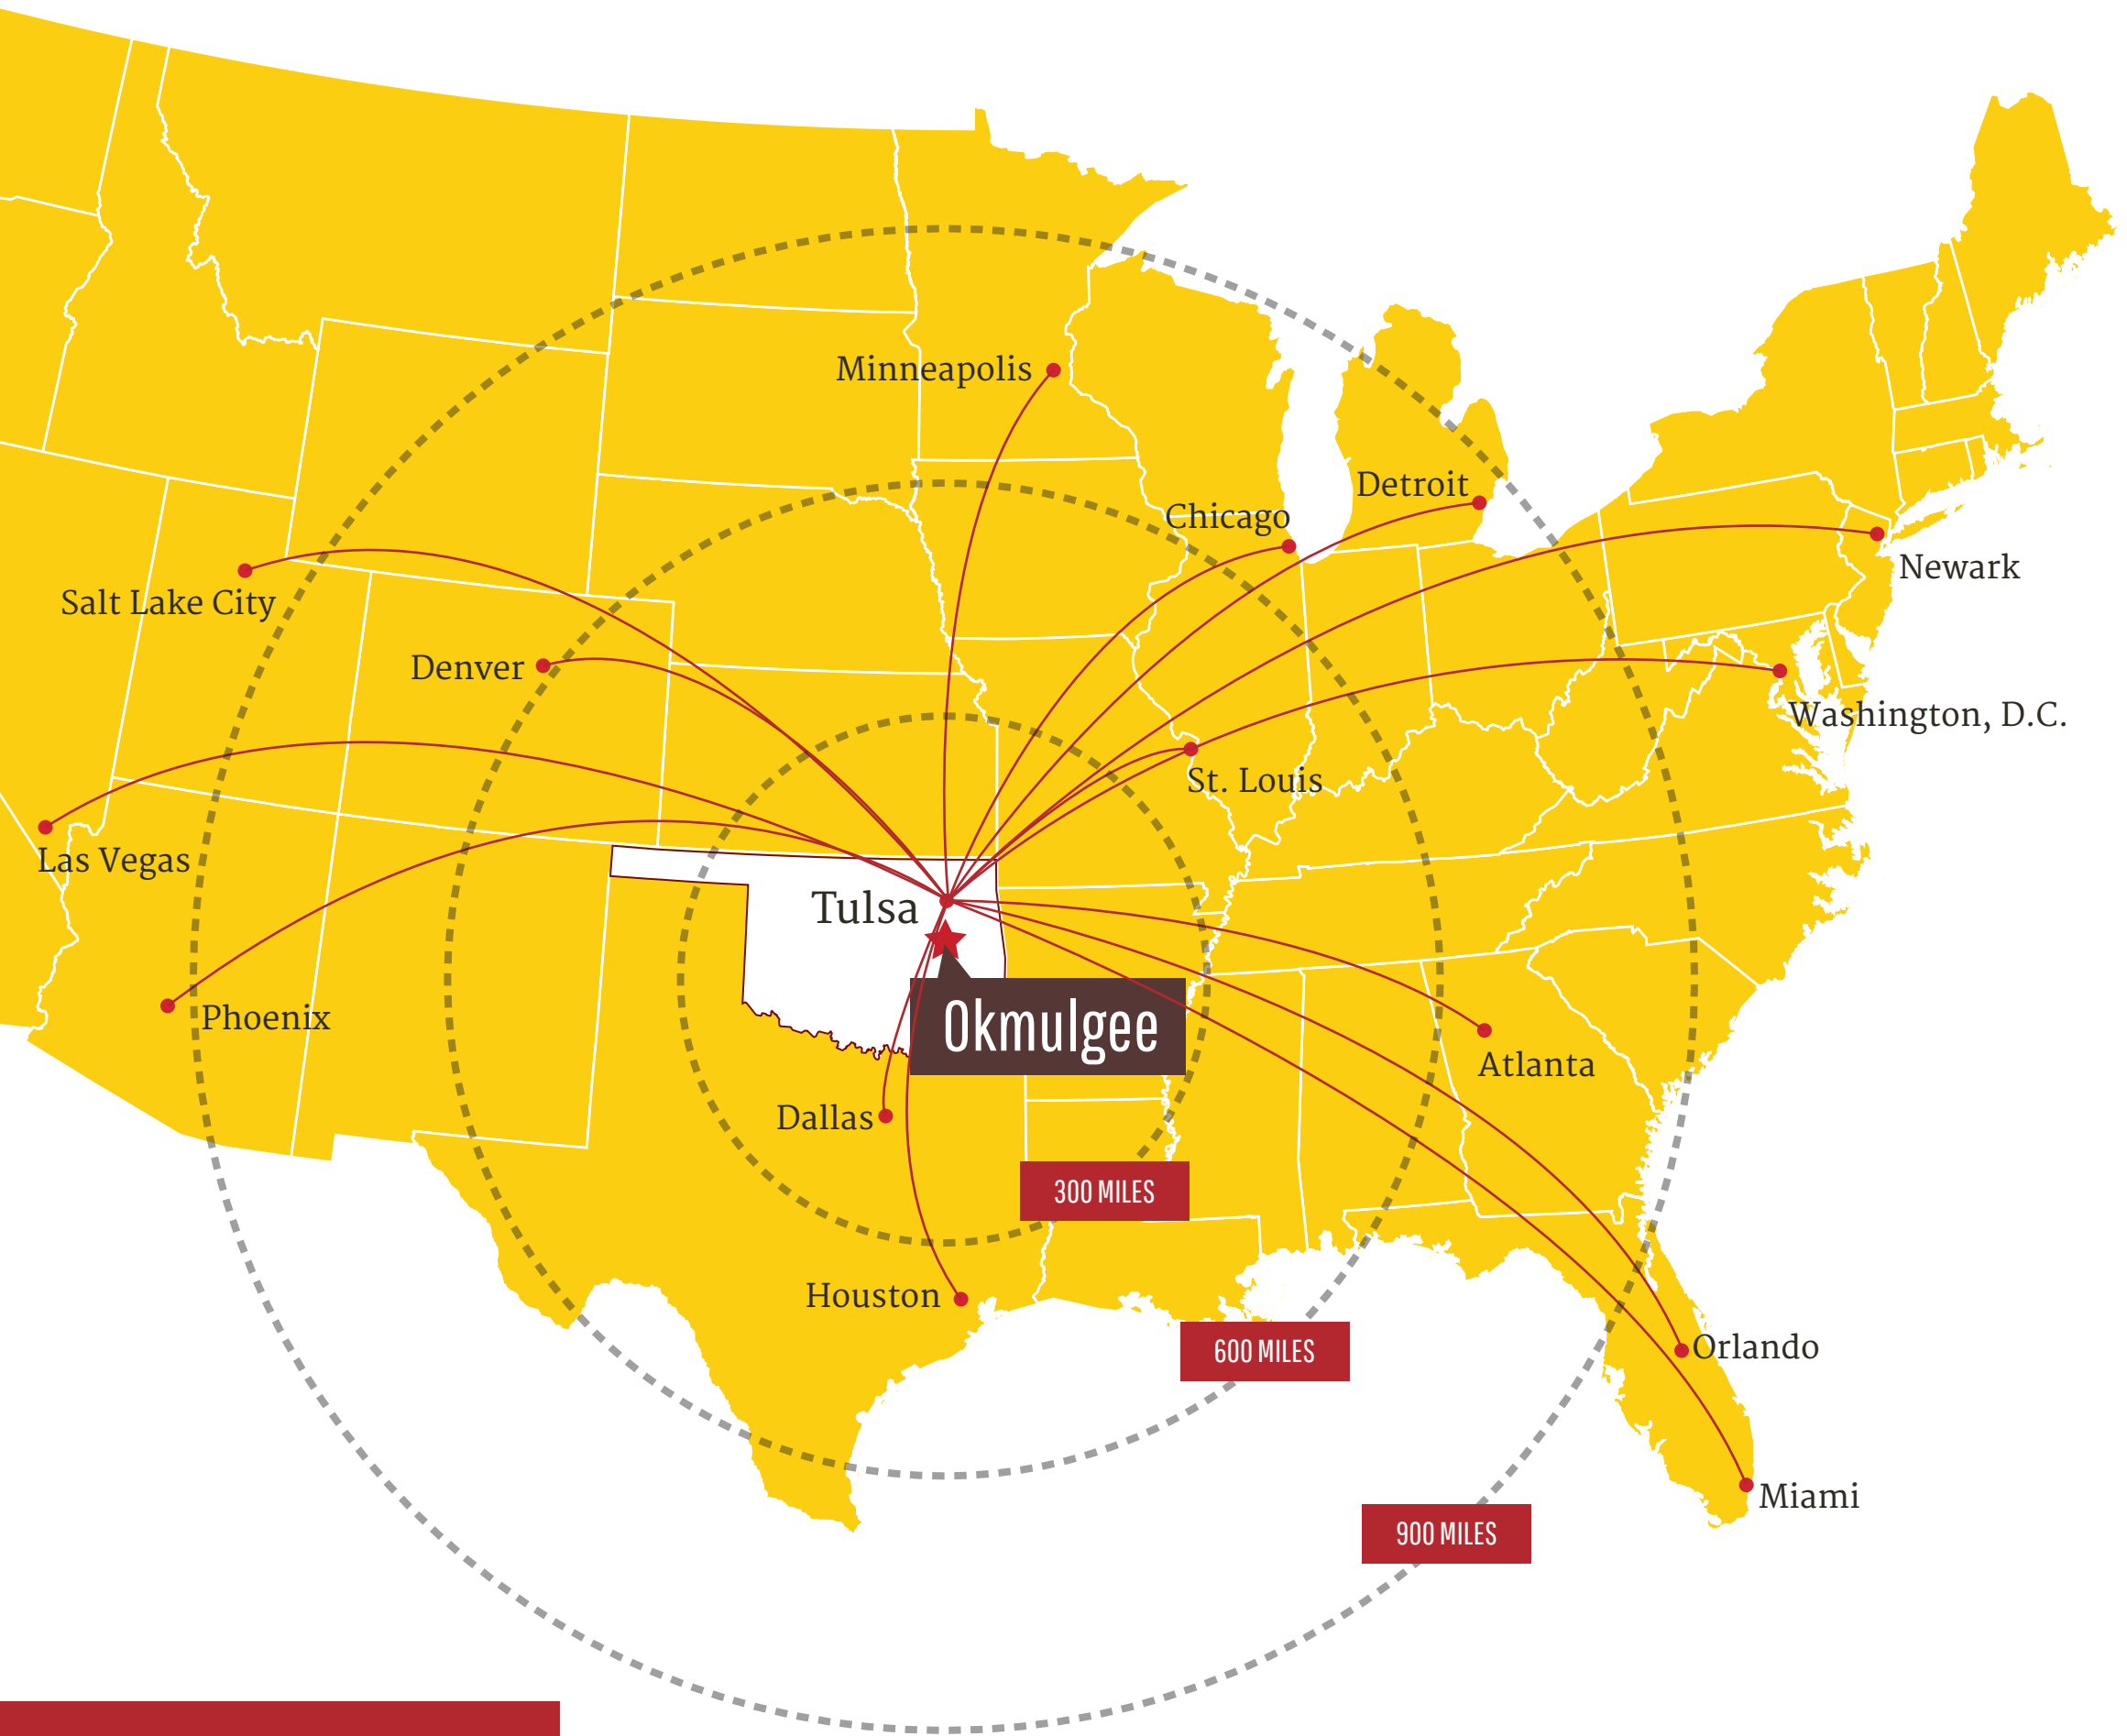 Minneapolis
Detroit
Chicago
Newark
Salt Lake City
Denver
Washington, D.C.
St. Louis
Las Vegas
Tulsa
Phoenix
Okmulgee
Atlanta
Dallas
300 MILES
Houston
Orlando
600 MILES
Miami
900 MILES